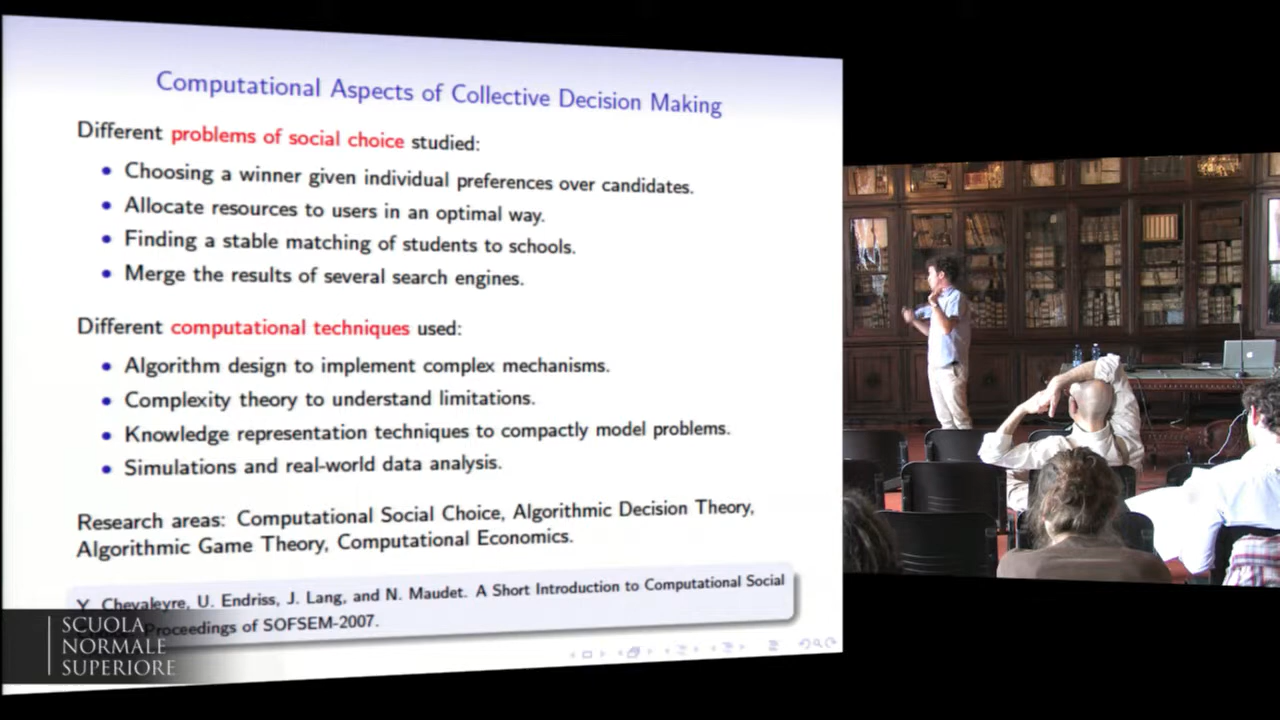 Computational Aspects of Collective Decision Making
Different problems of social choice studied:
• Choosing a winner given individual preferences over candidates.
• Allocate resources to users in an optimal way.
• Finding a stable matching of students to schools.
• Merge the results of several search engines.
Different computational techniques used:
• Algorithm design to implement complex mechanisms.
• Complexity theory to understand limitations.
• Knowledge representation techniques to compactly model problems.
• Simulations and real-world data analysis.
Research areas: Computational Social Choice, Algorithmic Decision Theory,
Algorithmic Game Theory, Computational Economics.
Y. Chevaleyre, U. Endriss, J. Lang, and N. Maudet. A Short Introduction to Computational Social
Proceedings of SOFSEM-2007.
SCUOLA
NORMALE
SUPERIORE